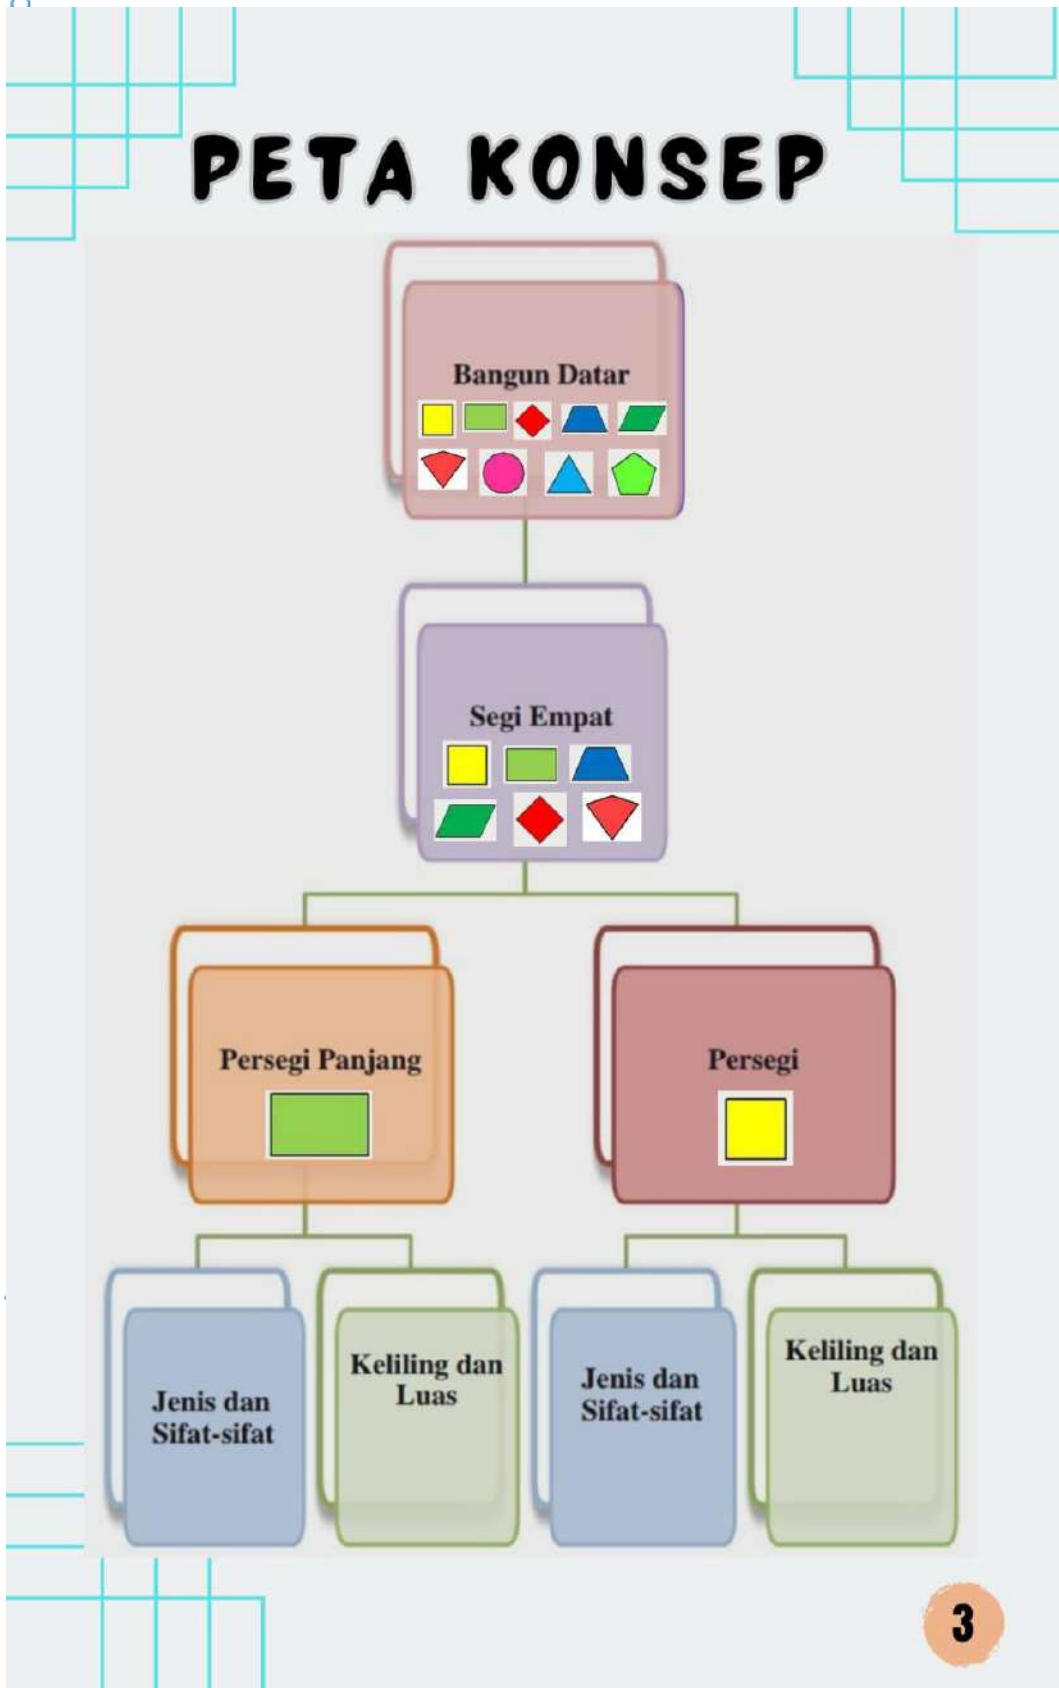 PETA KONSEP
Bangun Datar
Segi Empat
Persegi Panjang
Persegi
Jenis dan
Sifat-sifat
Keliling dan
Luas
Jenis dan
Sifat-sifat
Keliling dan
Luas
3